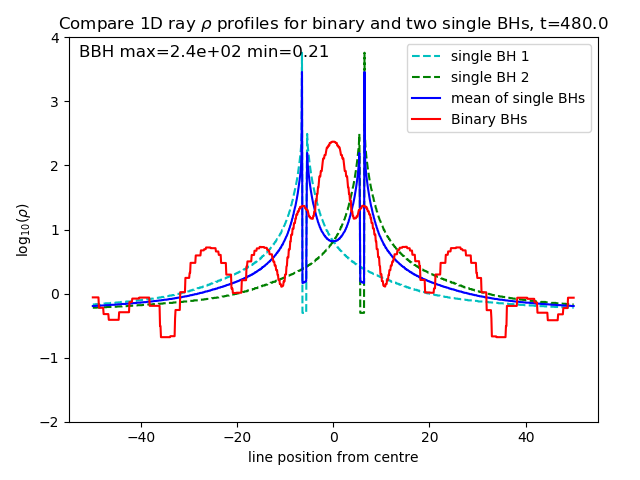 Compare 1D ray ρ profiles for binary and two single BHs, t=480.0
BBH max=2.4e+02 min=0.21
single BH 1
single BH 2
mean of single BHs
Binary BHs
log₁₀(ρ)
4
3
2
1
0
−1
−2
−40
−20
0
20
40
line position from centre